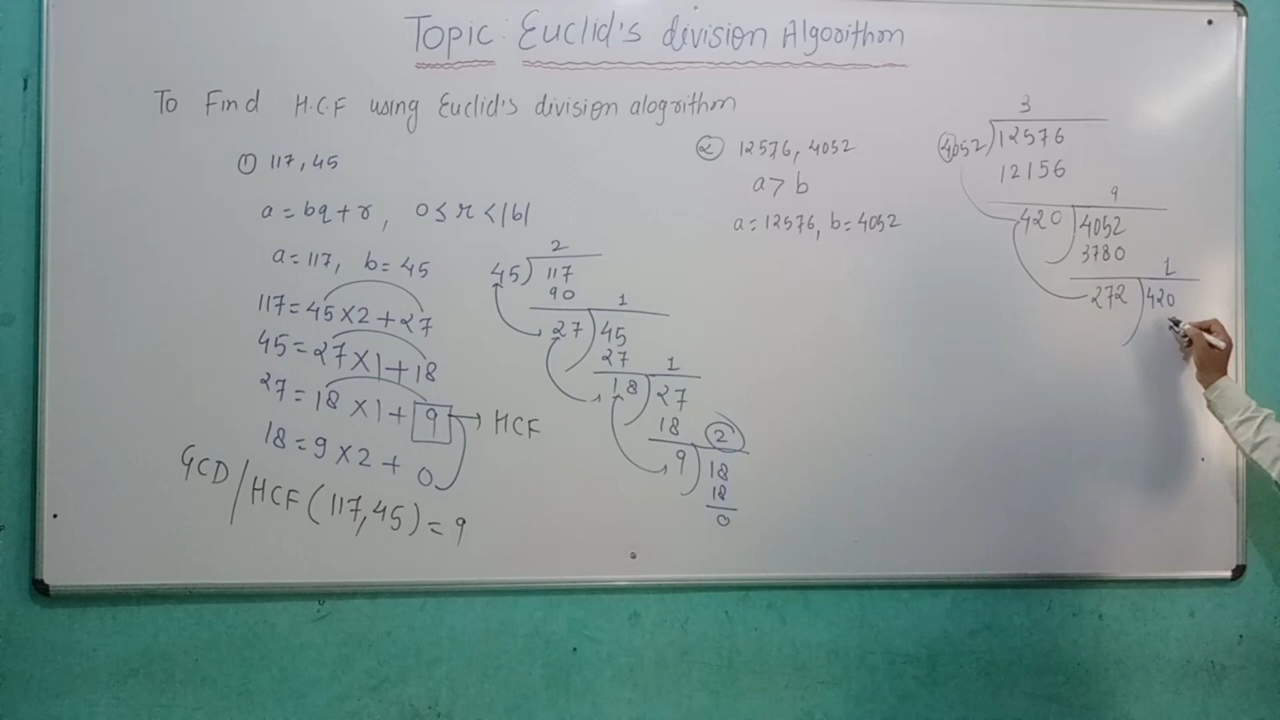 Topic: Euclid's division Algorithm
To Find H.C.F using Euclid's division alogrithm
① 117, 45
a = bq + r, 0 ≤ r < |b|
a = 117, b = 45
117 = 45 × 2 + 27
45 = 27 × 1 + 18
27 = 18 × 1 + 9 → HCF
18 = 9 × 2 + 0
GCD/HCF (117, 45) = 9
2
45) 117
90
1
27) 45
27
1
18) 27
18
2
9) 18
18
0
② 12576, 4052
a > b
a = 12576, b = 4052
3
4052) 12576
12156
9
420) 4052
3780
1
272) 420